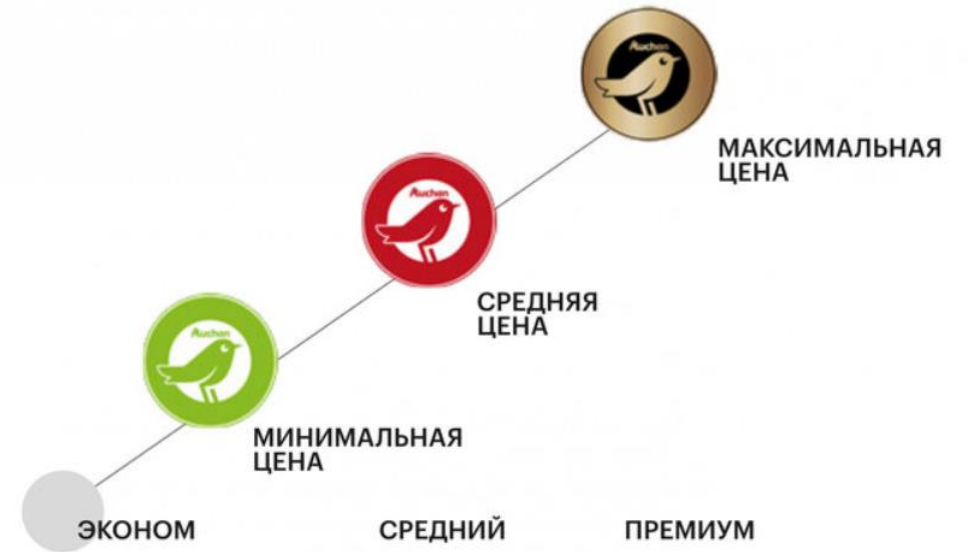 Auchan
МАКСИМАЛЬНАЯ
ЦЕНА
Auchan
СРЕДНЯЯ
ЦЕНА
Auchan
МИНИМАЛЬНАЯ
ЦЕНА
ЭКОНОМ СРЕДНИЙ ПРЕМИУМ